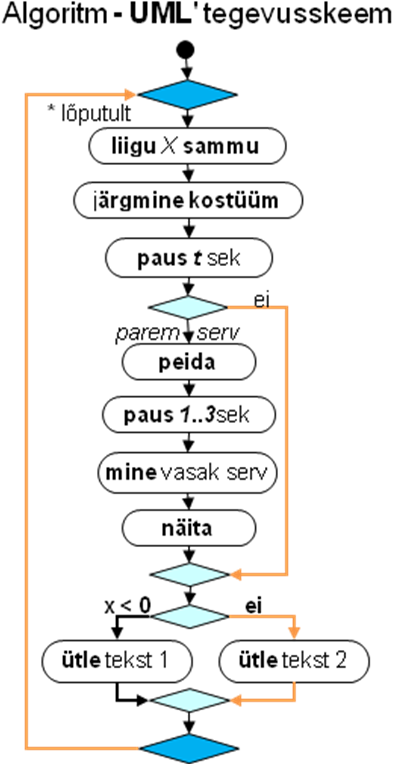 Algoritm - UML' tegevusskeem
* lõputult
liigu X sammu
järgmine kostüüm
paus t sek
ei
parem serv
peida
paus 1..3sek
mine vasak serv
näita
x < 0
ei
ütle tekst 1
ütle tekst 2